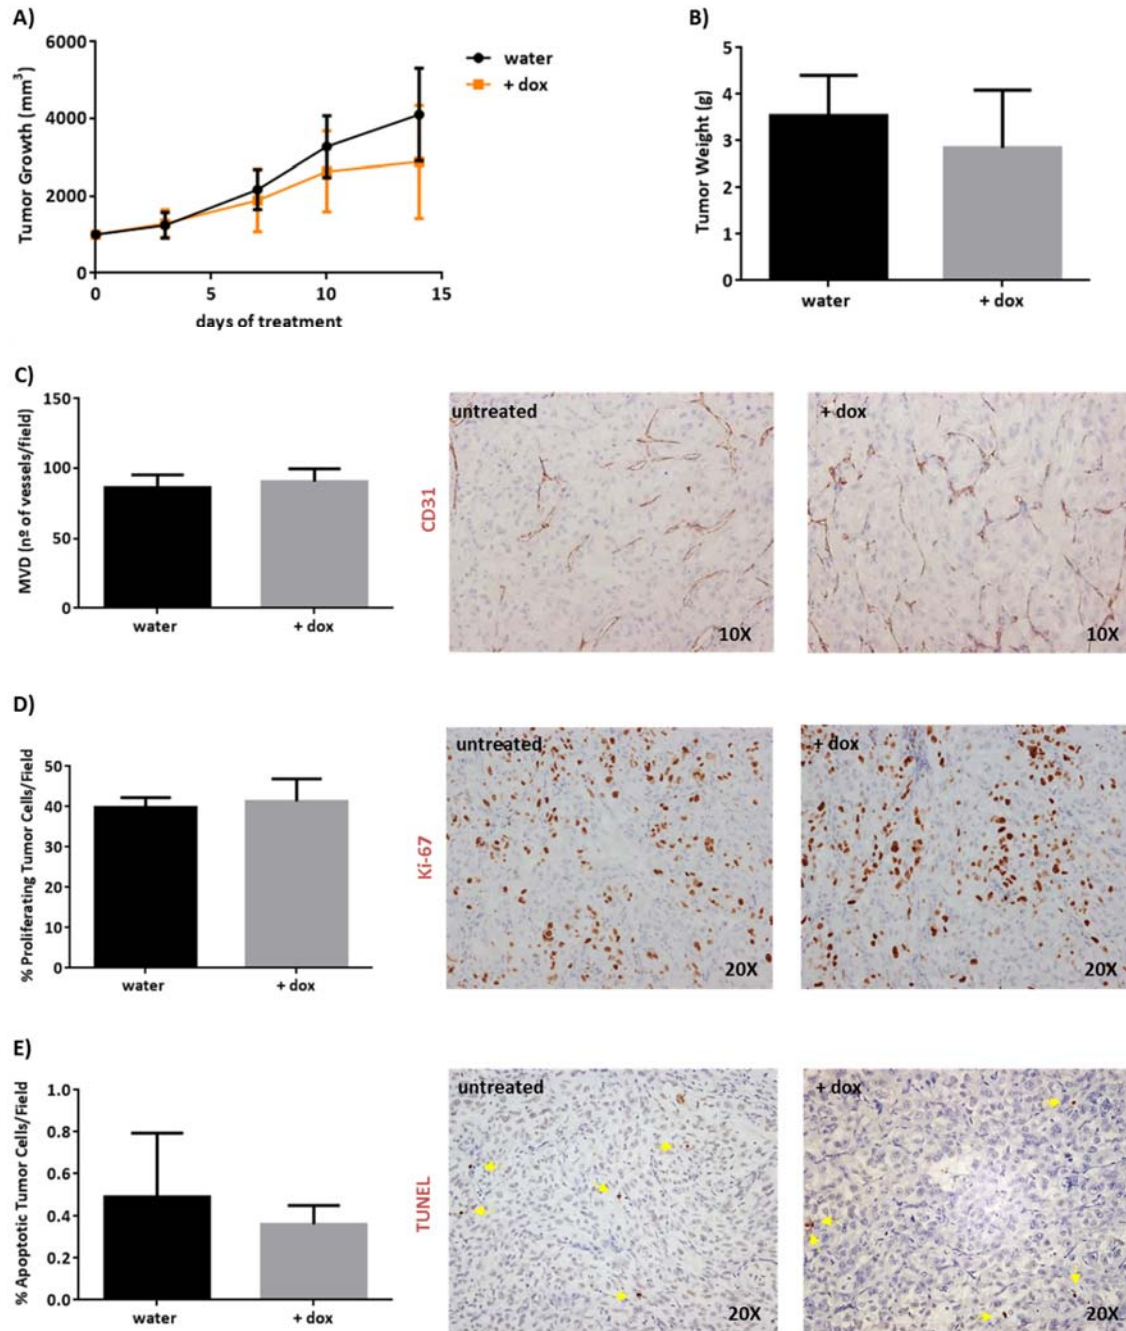 A)
Tumor Growth (mm³)
6000
4000
2000
0
0 5 10 15
days of treatment
water
+ dox
B)
Tumor Weight (g)
5
4
3
2
1
0
water + dox
C)
MVD (nº of vessels/field)
150
100
50
0
water + dox
CD31
untreated
10X
+ dox
10X
D)
% Proliferating Tumor Cells/Field
50
40
30
20
10
0
water + dox
Ki-67
untreated
20X
+ dox
20X
E)
% Apoptotic Tumor Cells/Field
1.0
0.8
0.6
0.4
0.2
0.0
water + dox
TUNEL
untreated
20X
+ dox
20X